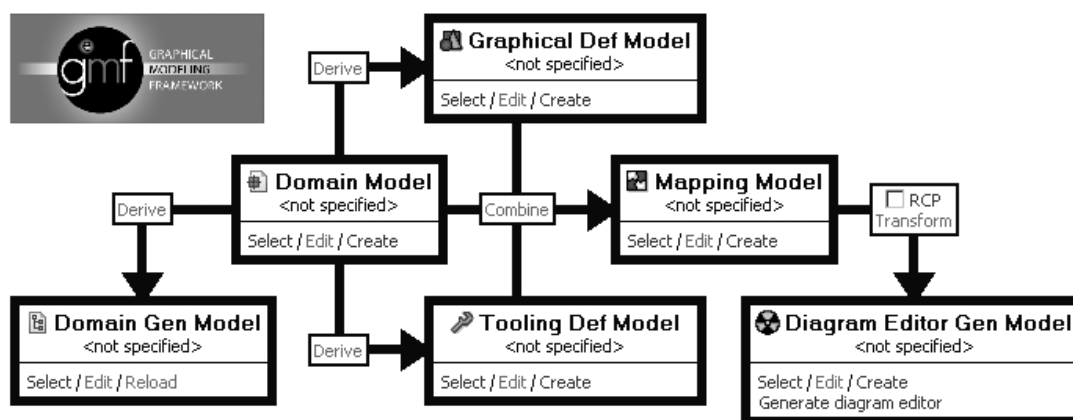 gmf
GRAPHICAL
MODELING
FRAMEWORK
Derive
Graphical Def Model
<not specified>
Select / Edit / Create
Derive
Domain Model
<not specified>
Select / Edit / Create
Combine
Mapping Model
<not specified>
Select / Edit / Create
RCP
Transform
Domain Gen Model
<not specified>
Select / Edit / Reload
Derive
Tooling Def Model
<not specified>
Select / Edit / Create
Diagram Editor Gen Model
<not specified>
Select / Edit / Create
Generate diagram editor